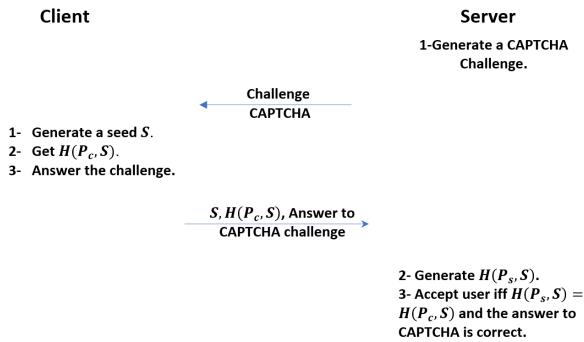 Client
Server
1-Generate a CAPTCHA
Challenge.
Challenge
CAPTCHA
1- Generate a seed S.
2- Get H(P_c, S).
3- Answer the challenge.
S, H(P_c, S), Answer to
CAPTCHA challenge
2- Generate H(P_s, S).
3- Accept user iff H(P_s, S) =
H(P_c, S) and the answer to
CAPTCHA is correct.